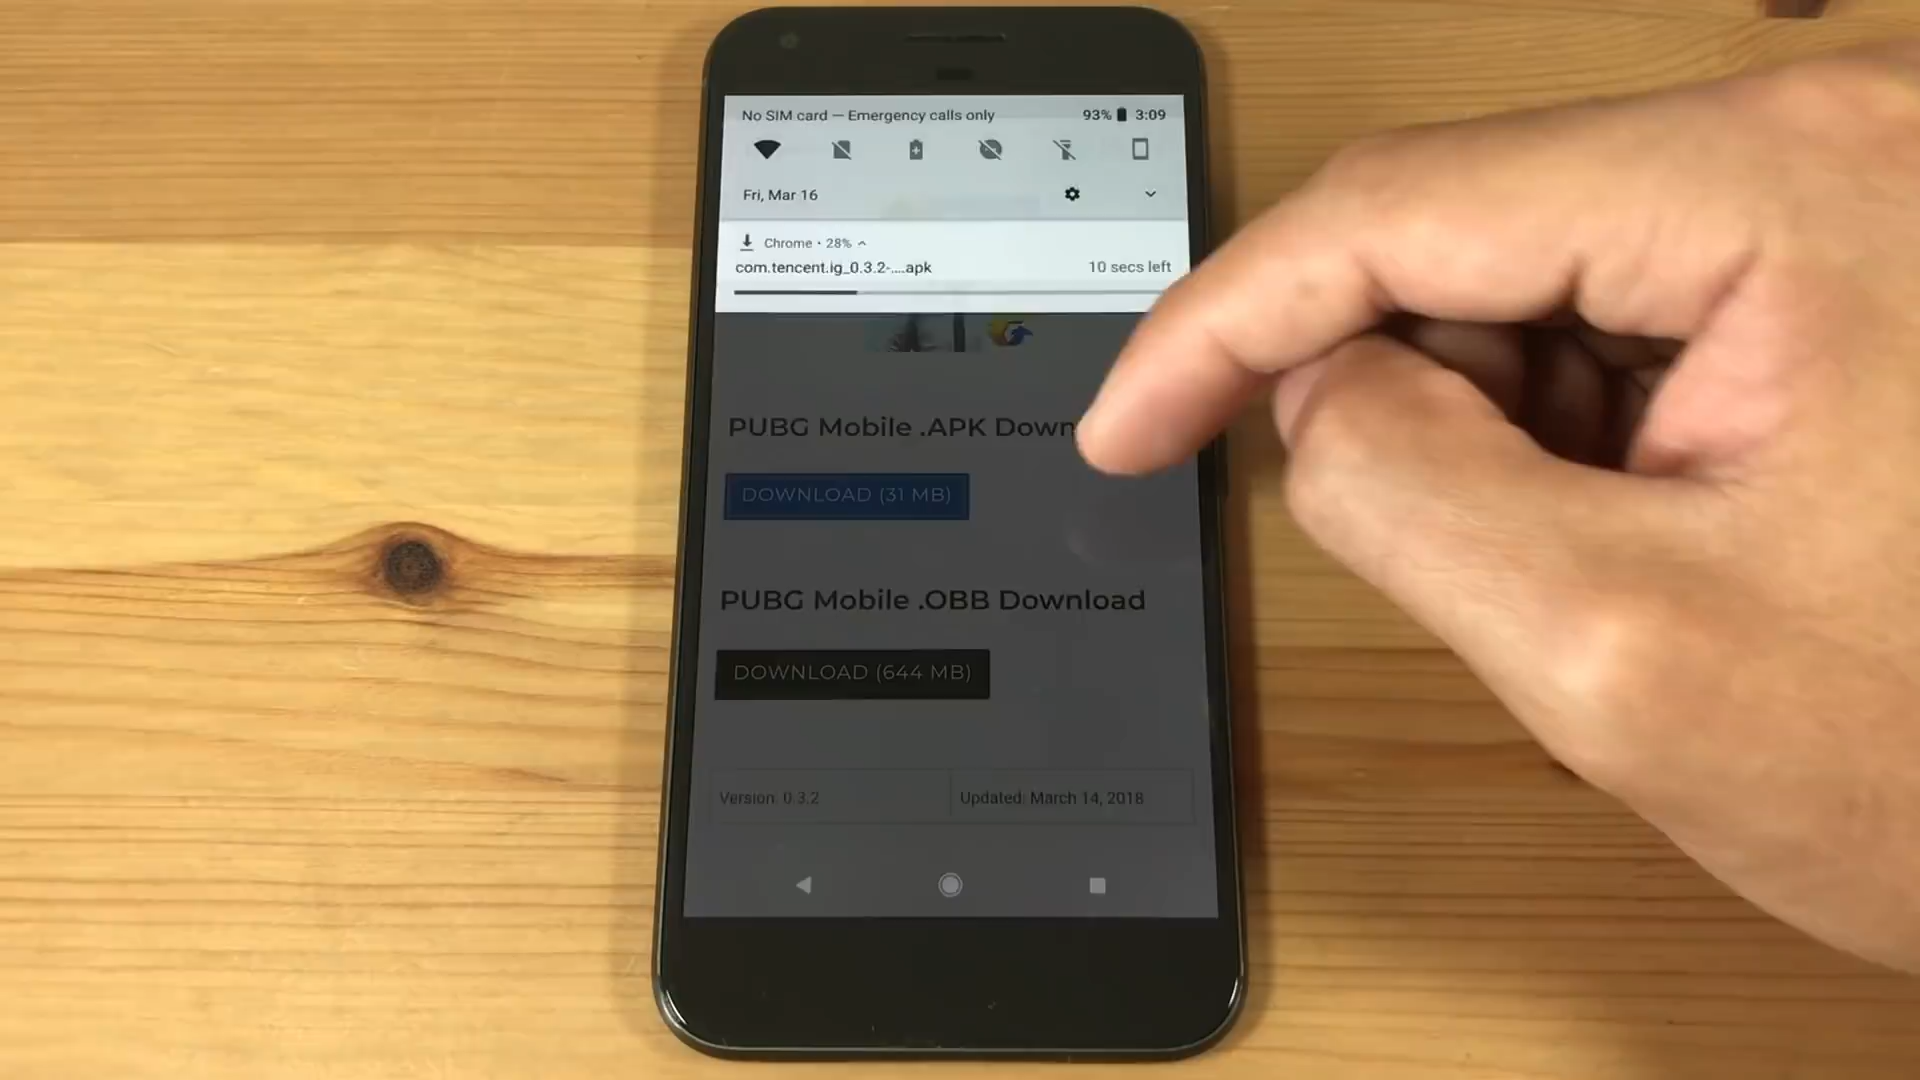 No SIM card — Emergency calls only 93% 3:09
Fri, Mar 16
Chrome • 28%
com.tencent.ig_0.3.2-....apk 10 secs left
PUBG Mobile .APK Down
DOWNLOAD (31 MB)
PUBG Mobile .OBB Download
DOWNLOAD (644 MB)
Version: 0.3.2 Updated: March 14, 2018